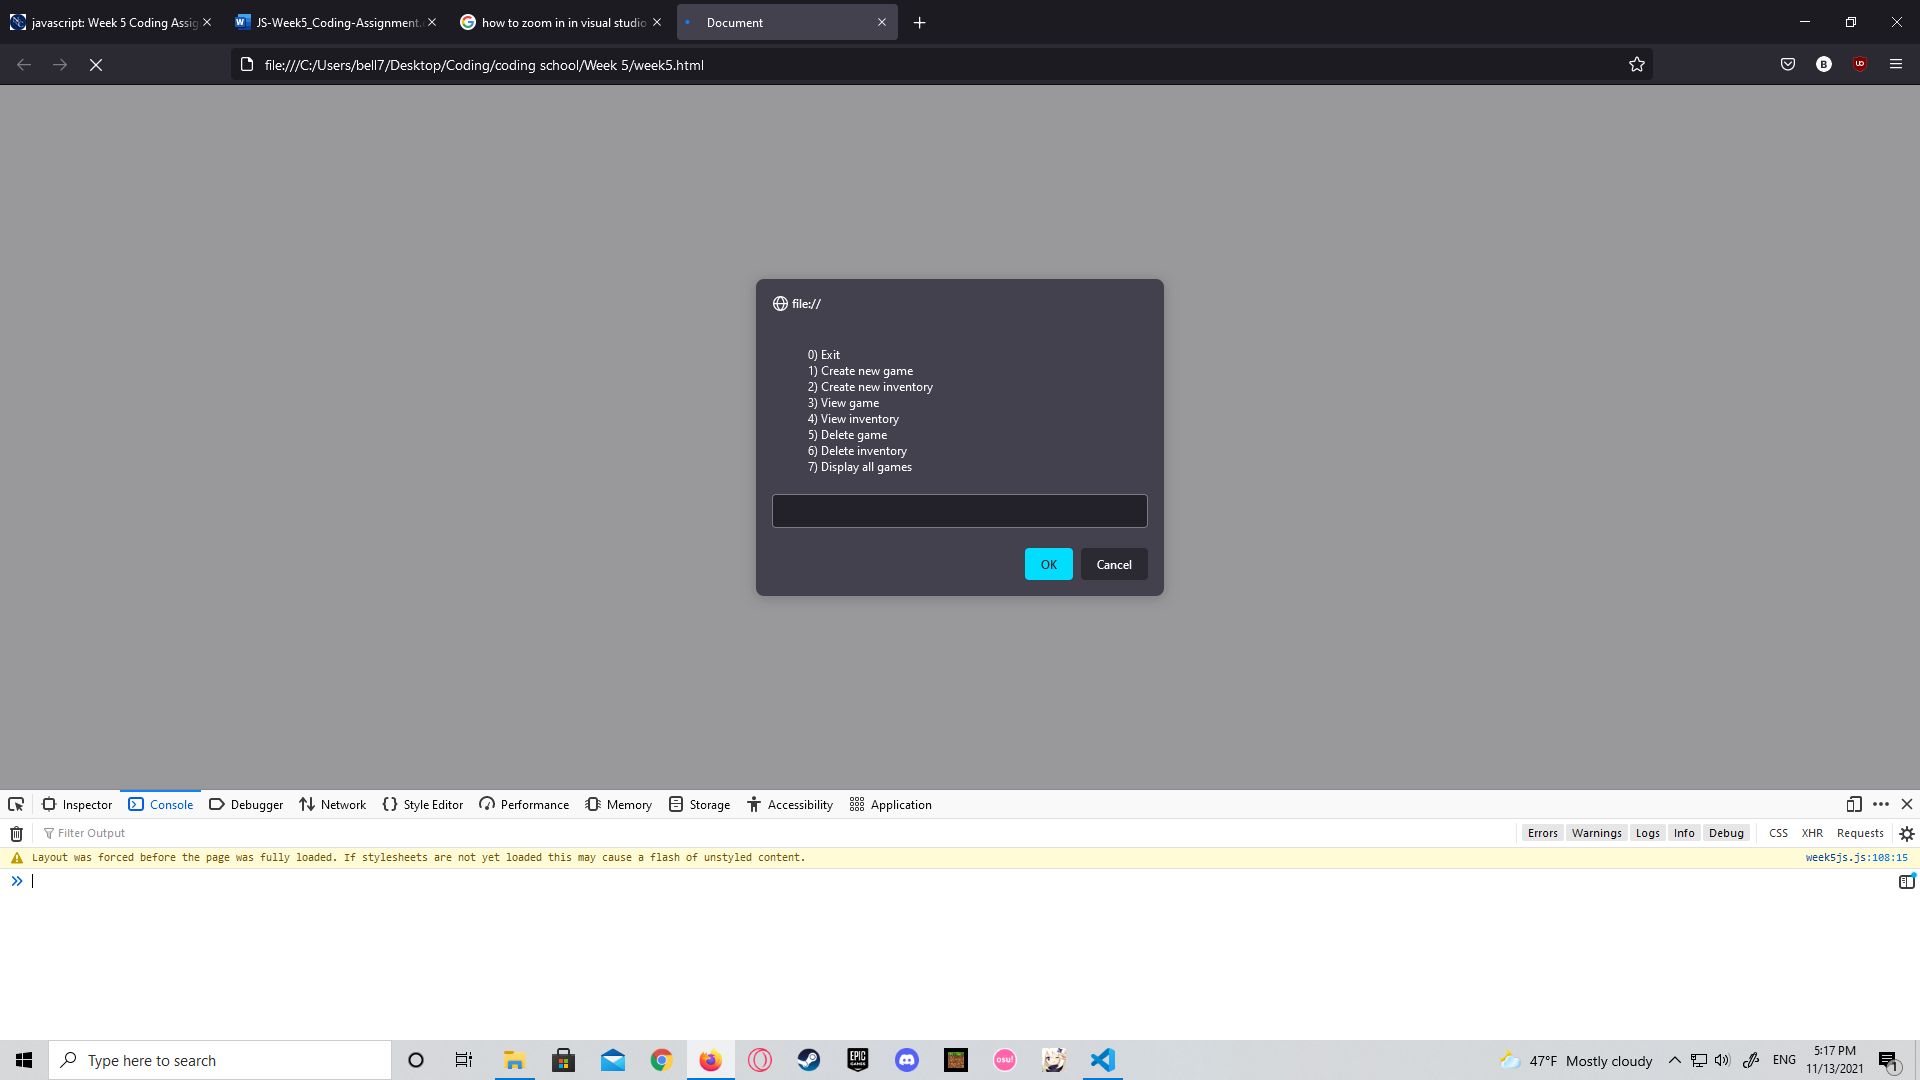 javascript: Week 5 Coding Assig
JS-Week5_Coding-Assignment.
how to zoom in in visual studio
Document
file:///C:/Users/bell7/Desktop/Coding/coding school/Week 5/week5.html
B
file://
0) Exit
1) Create new game
2) Create new inventory
3) View game
4) View inventory
5) Delete game
6) Delete inventory
7) Display all games
OK Cancel
Inspector Console Debugger Network Style Editor Performance Memory Storage Accessibility Application
Filter Output Errors Warnings Logs Info Debug CSS XHR Requests
Layout was forced before the page was fully loaded. If stylesheets are not yet loaded this may cause a flash of unstyled content. week5js.js:108:15
Type here to search
EPIC GAMES
osu!
47°F Mostly cloudy
ENG
5:17 PM
11/13/2021
1